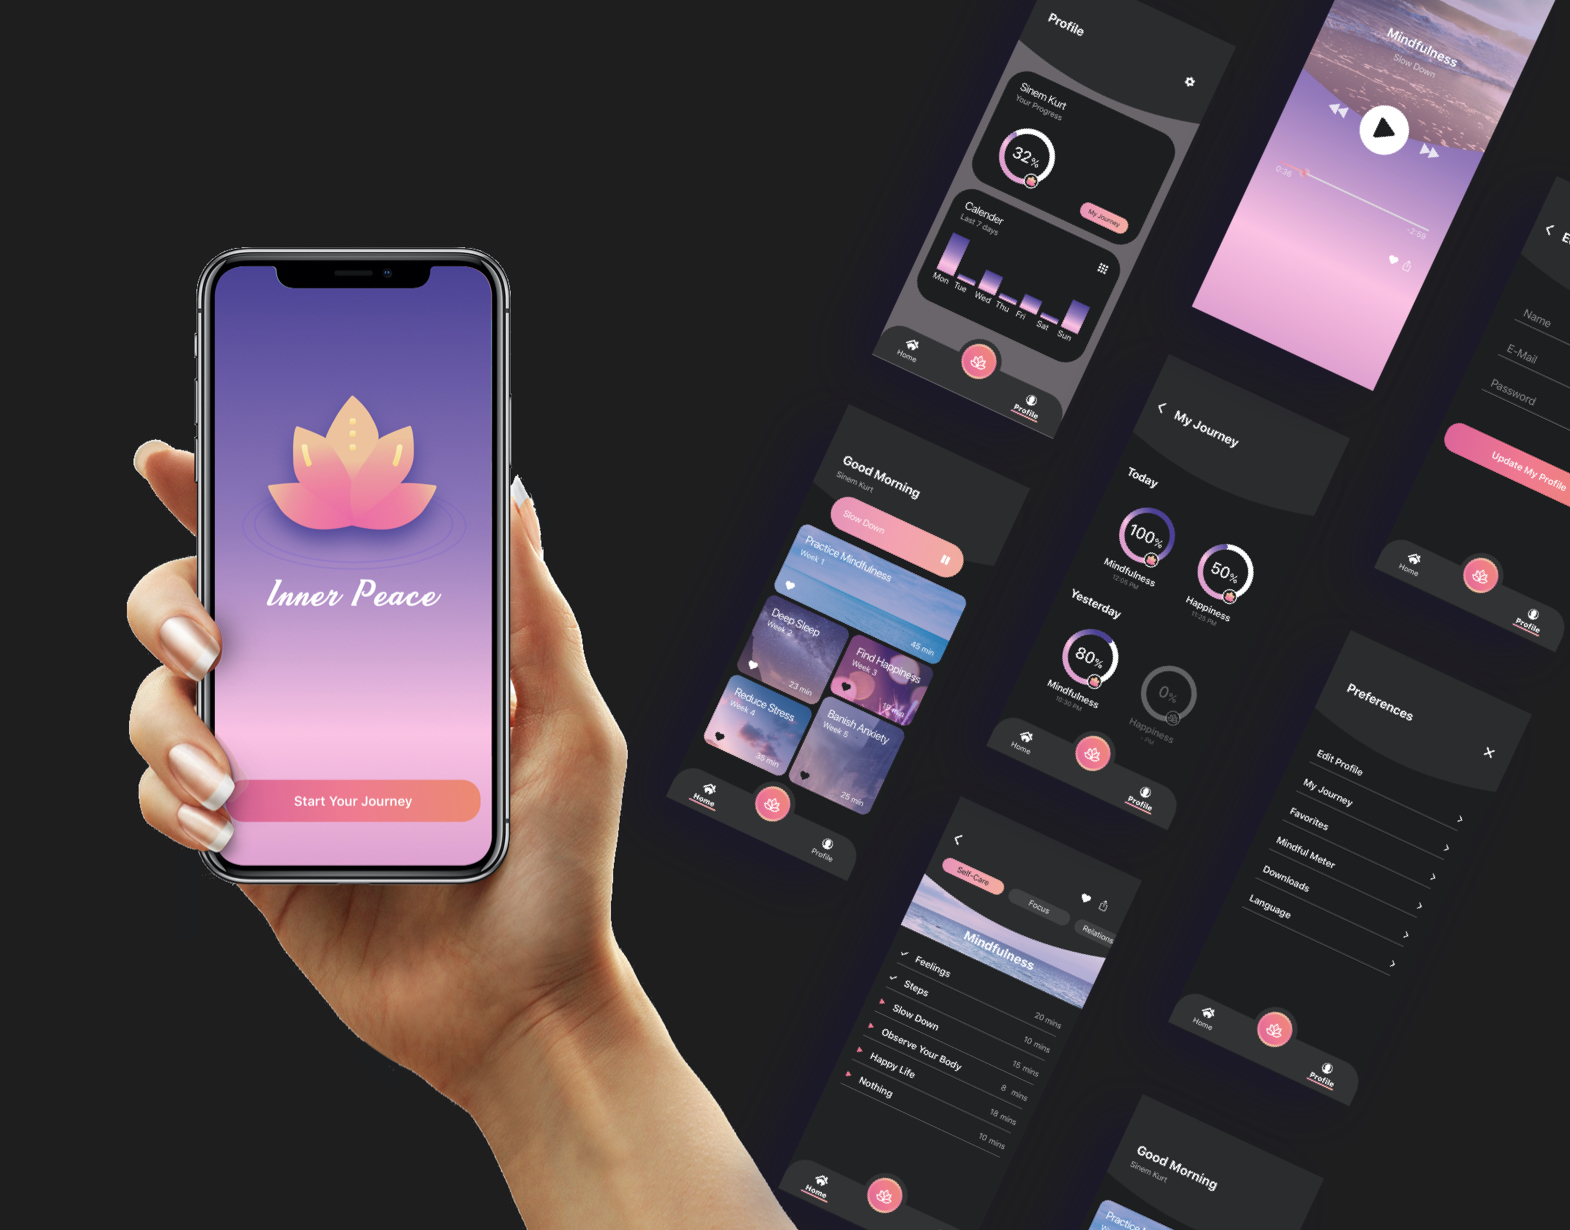 Inner Peace
Start Your Journey
Profile
Sinem Kurt
Your Progress
32%
My Journey
Calender
Last 7 days
Mon Tue Wed Thu Fri Sat Sun
Home
Profile
Mindfulness
Slow Down
0:36
-2:59
Name
E-Mail
Password
Update My Profile
Home
Profile
Good Morning
Sinem Kurt
Slow Down
Practice Mindfulness
Week 1
45 min
Deep Sleep
Week 2
23 min
Find Happiness
Week 3
Reduce Stress
Week 4
35 min
Banish Anxiety
Week 5
25 min
Home
Profile
My Journey
Today
100%
Mindfulness
12:05 PM
50%
Happiness
11:25 PM
Yesterday
80%
Mindfulness
10:30 PM
0%
Happiness
- PM
Home
Profile
Preferences
Edit Profile
My Journey
Favorites
Mindful Meter
Downloads
Language
Home
Profile
Self-Care
Focus
Relations
Mindfulness
Feelings
20 mins
Steps
10 mins
Slow Down
15 mins
Observe Your Body
8 mins
Happy Life
18 mins
Nothing
10 mins
Home
Good Morning
Sinem Kurt
Practice